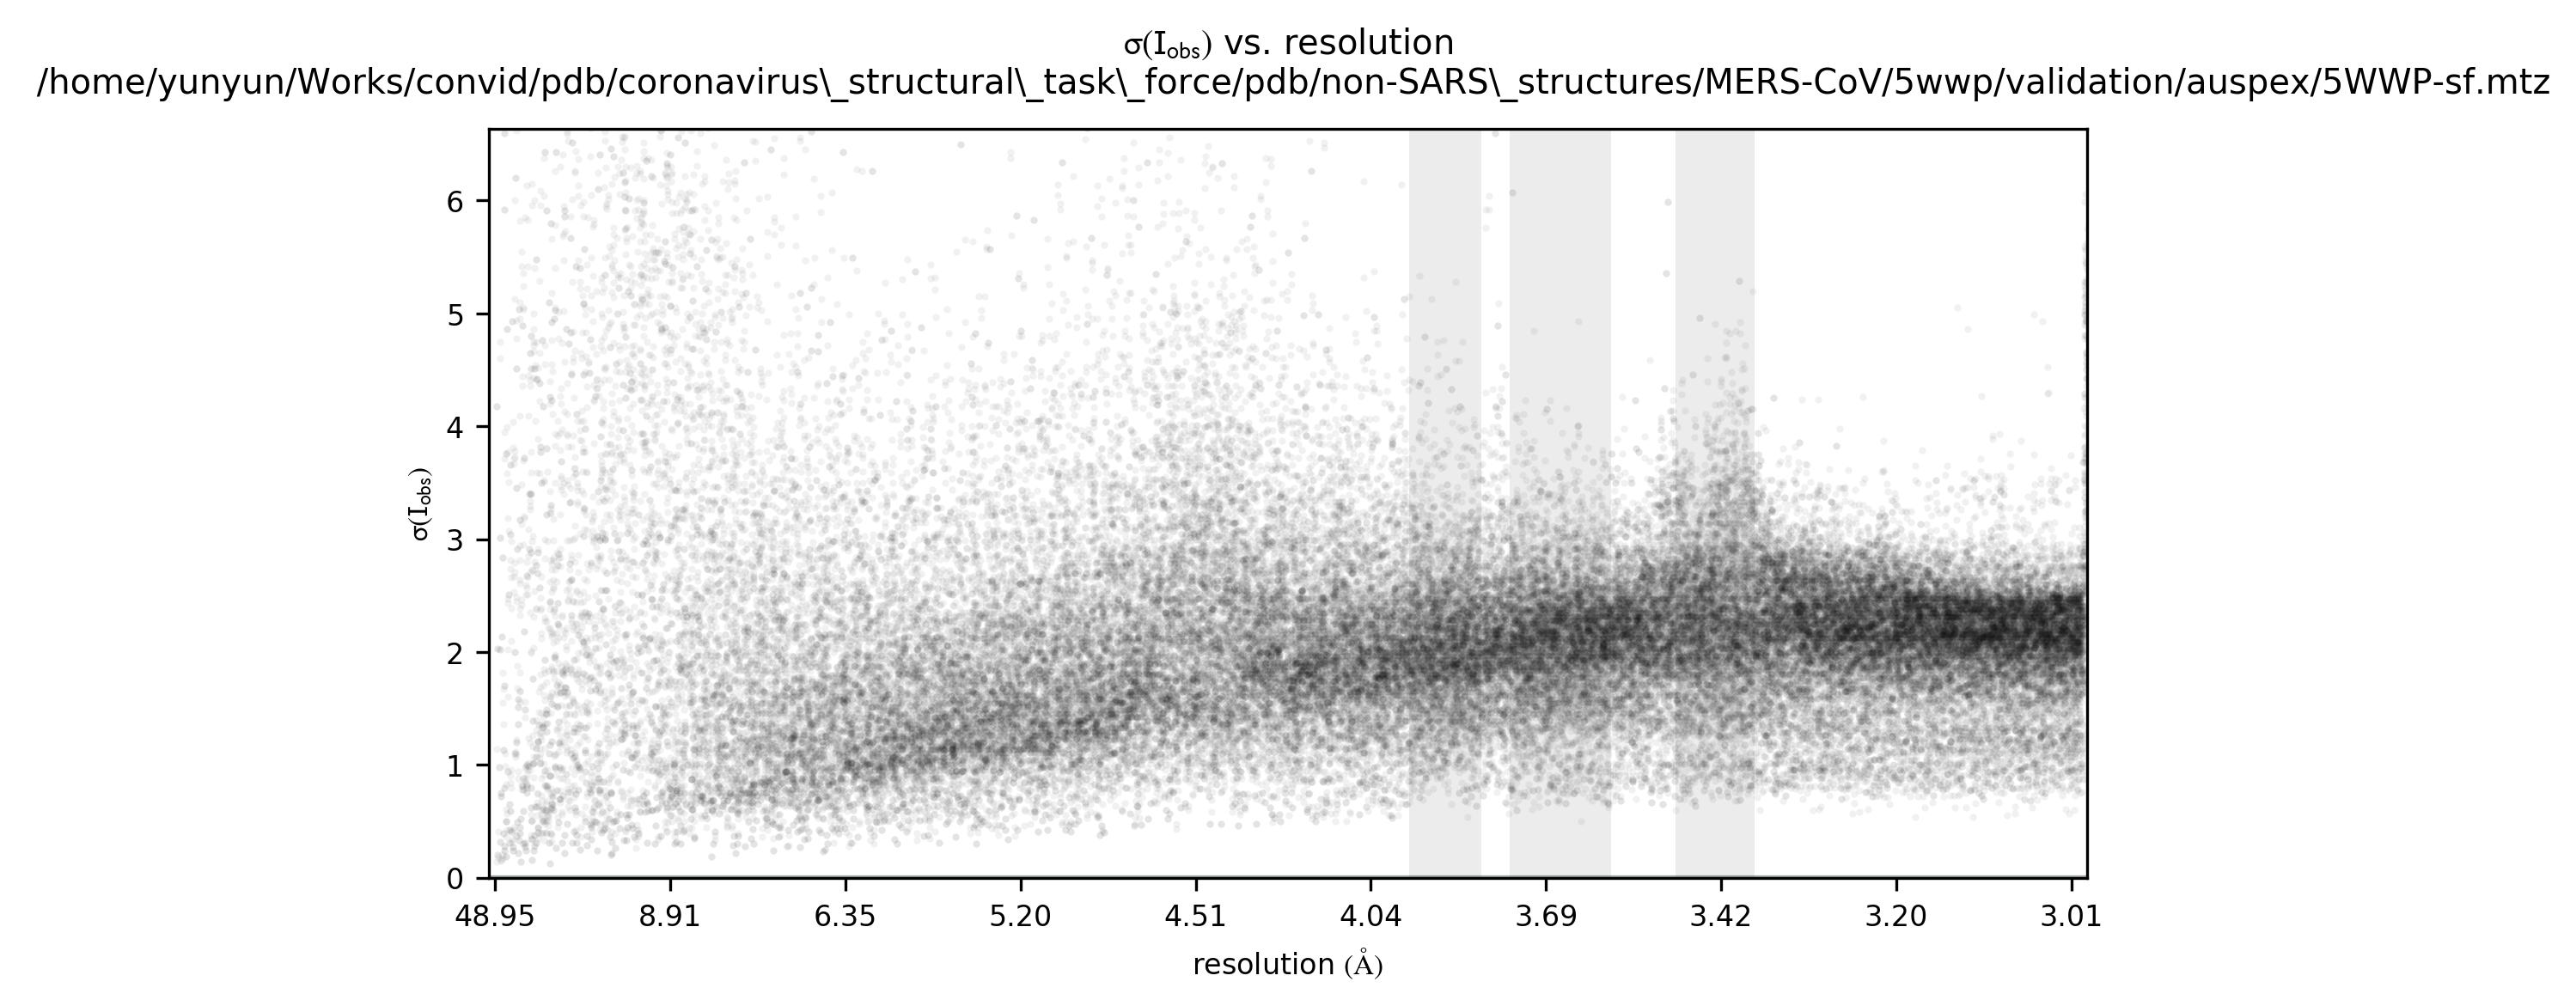 σ(I_obs) vs. resolution
/home/yunyun/Works/convid/pdb/coronavirus\_structural\_task\_force/pdb/non-SARS\_structures/MERS-CoV/5wwp/validation/auspex/5WWP-sf.mtz
σ(I_obs)
6
5
4
3
2
1
0
48.95 8.91 6.35 5.20 4.51 4.04 3.69 3.42 3.20 3.01
resolution (Å)